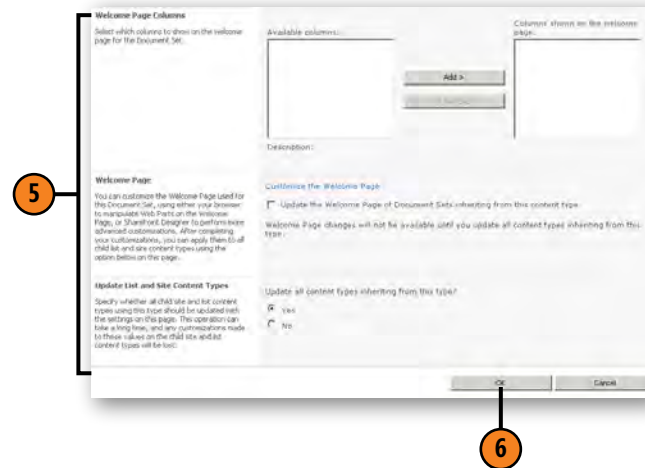 Welcome Page Columns
Select which columns to show on the welcome
page for the Document Set.
Available columns:
Columns shown on the welcome
page:
Add >
Description:
Welcome Page
You can customize the Welcome Page used for
this Document Set, using either your browser
to manipulate Web Parts on the Welcome
Page, or SharePoint Designer to perform more
advanced customizations. After completing
your customizations, you can apply them to all
child list and site content types using the
option below on this page.
Customize the Welcome Page
Update the Welcome Page of Document Sets inheriting from this content type
Welcome Page changes will not be available until you update all content types inheriting from this
type.
Update List and Site Content Types
Specify whether all child site and list content
types using this type should be updated with
the settings on this page. This operation can
take a long time, and any customizations made
to these values on the child site and list
content types will be lost.
Update all content types inheriting from this type?
Yes
No
OK
Cancel
5
6